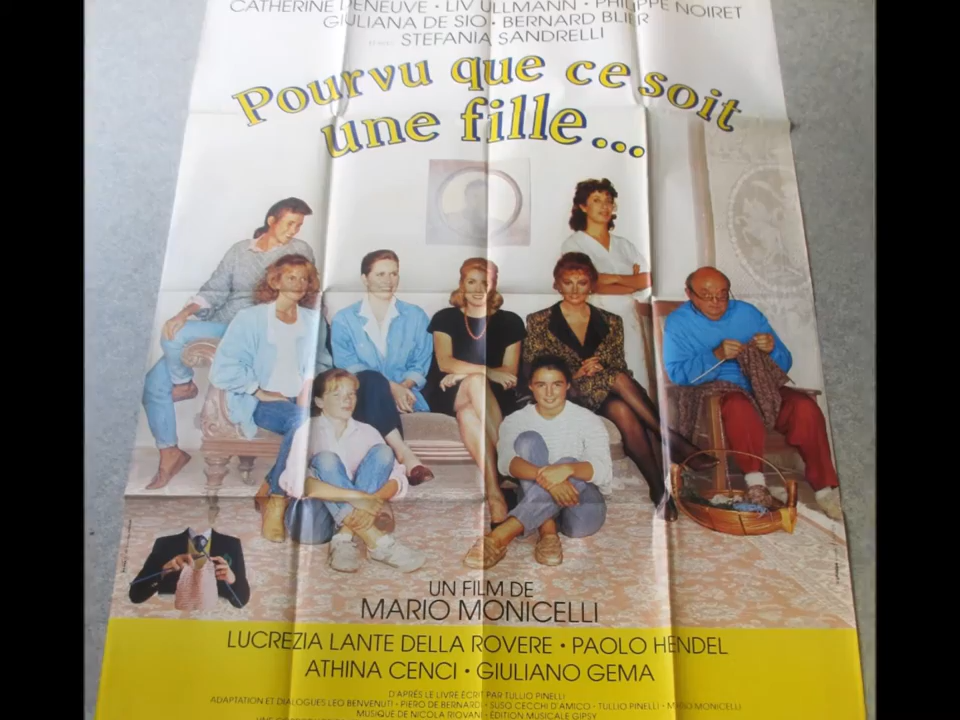 CATHERINE DENEUVE • LIV ULLMANN • PHILIPPE NOIRET
GIULIANA DE SIO • BERNARD BLIER
STEFANIA SANDRELLI
Pourvu que ce soit
une fille...
UN FILM DE
MARIO MONICELLI
LUCREZIA LANTE DELLA ROVERE • PAOLO HENDEL
ATHINA CENCI • GIULIANO GEMA
D'APRÈS LE LIVRE ÉCRIT PAR TULLIO PINELLI
ADAPTATION ET DIALOGUES LEO BENVENUTI - PIERO DE BERNARDI - SUSO CECCHI D'AMICO - TULLIO PINELLI - MARIO MONICELLI
MUSIQUE DE NICOLA RIOVANI - ÉDITION MUSICALE GIPSY